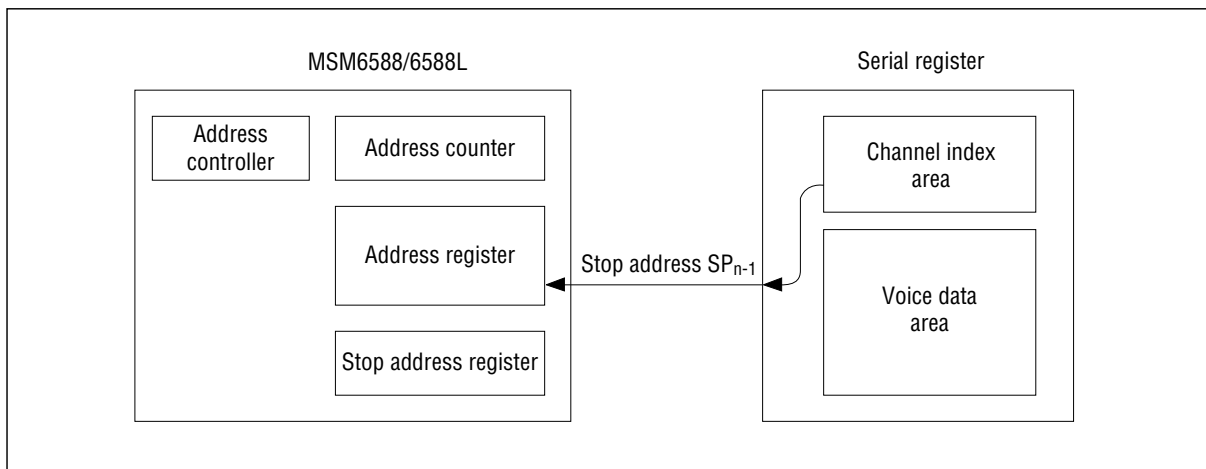 MSM6588/6588L
Serial register
Address
controller
Address counter
Channel index
area
Address register
Stop address SPn-1
Voice data
area
Stop address register